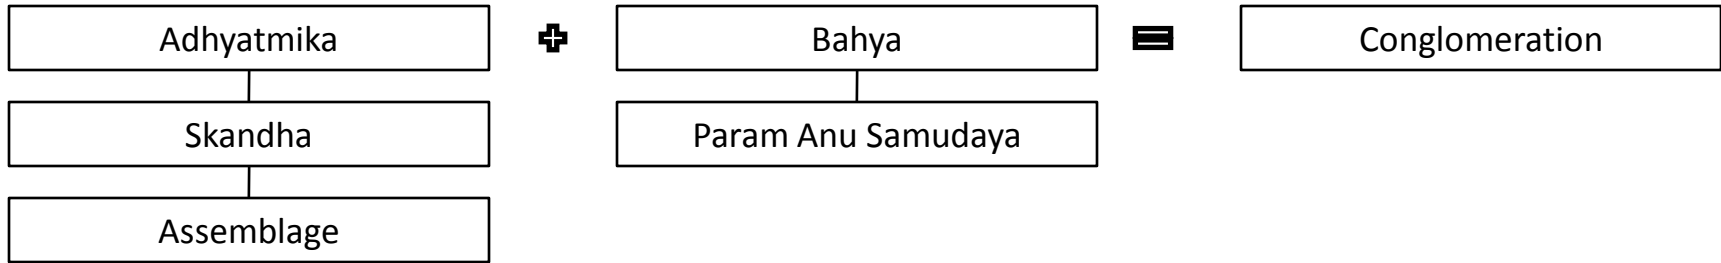 Adhyatmika + Bahya = Conglomeration
Skandha
Param Anu Samudaya
Assemblage